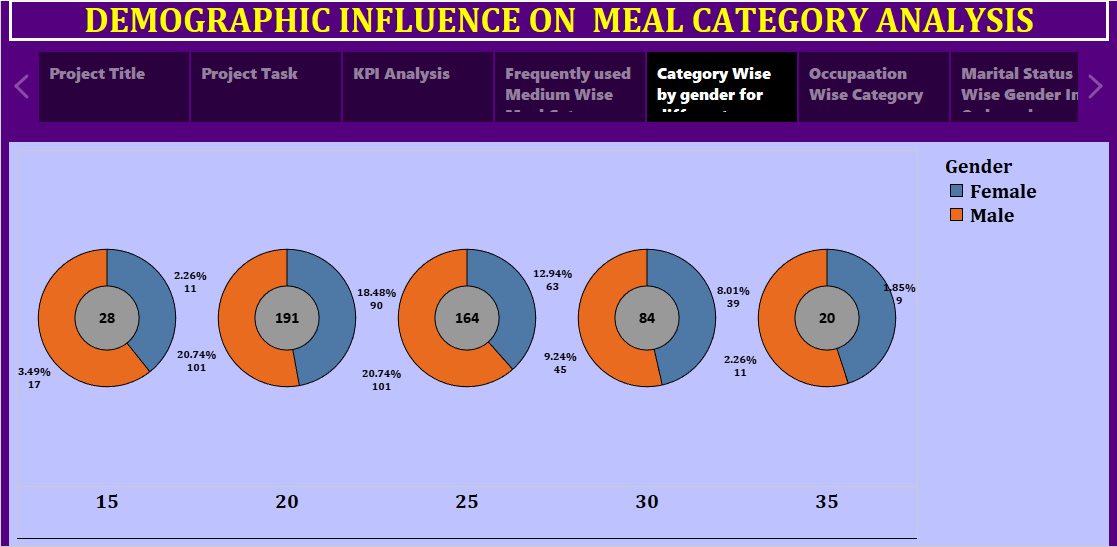 DEMOGRAPHIC INFLUENCE ON  MEAL CATEGORY ANALYSIS
Project Title
Project Task
KPI Analysis
Frequently used
Medium Wise
Category Wise
by gender for
Occupaation
Wise Category
Marital Status
Wise Gender In
Gender
Female
Male
2.26%
11
28
3.49%
17
18.48%
90
191
20.74%
101
12.94%
63
164
20.74%
101
8.01%
39
84
9.24%
45
1.85%
9
20
2.26%
11
15
20
25
30
35